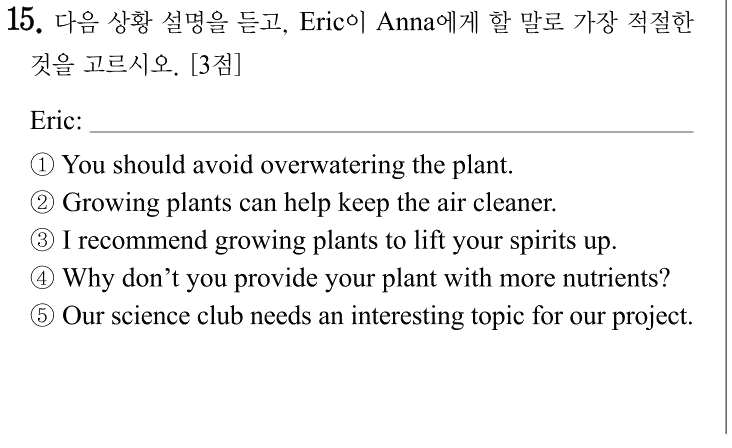 15. 다음 상황 설명을 듣고, Eric이 Anna에게 할 말로 가장 적절한
것을 고르시오. [3점]
Eric:
① You should avoid overwatering the plant.
② Growing plants can help keep the air cleaner.
③ I recommend growing plants to lift your spirits up.
④ Why don't you provide your plant with more nutrients?
⑤ Our science club needs an interesting topic for our project.